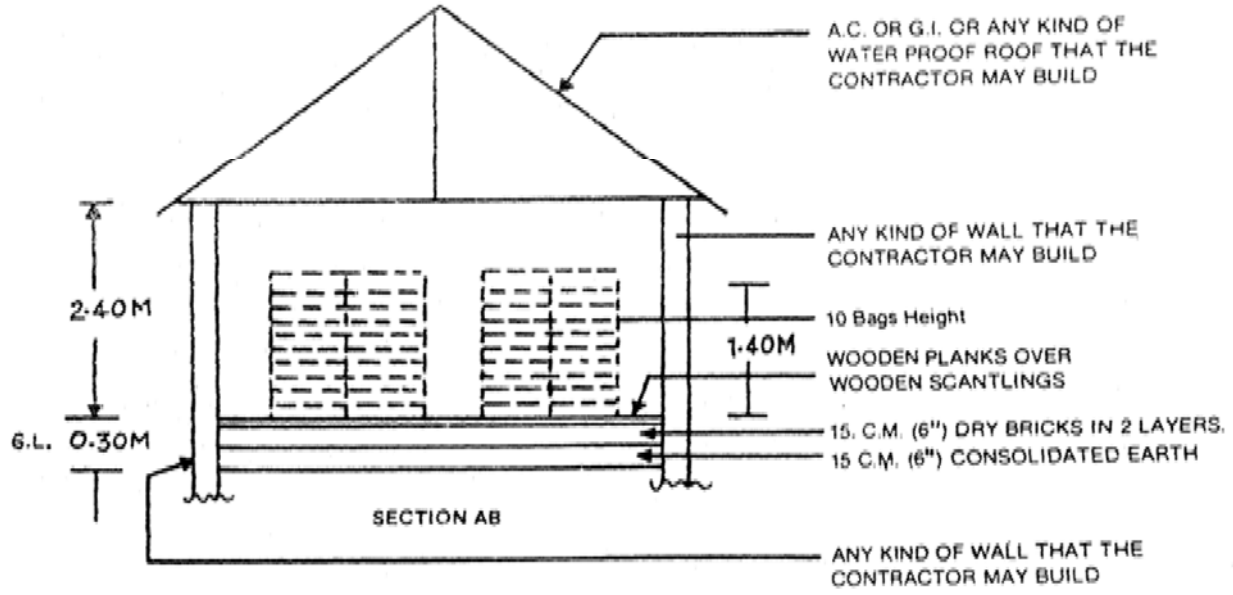 A.C. OR G.I. OR ANY KIND OF
WATER PROOF ROOF THAT THE
CONTRACTOR MAY BUILD
ANY KIND OF WALL THAT THE
CONTRACTOR MAY BUILD
2.40M
10 Bags Height
1.40M
WOODEN PLANKS OVER
WOODEN SCANTLINGS
G.L. 0.30M
15. C.M. (6") DRY BRICKS IN 2 LAYERS.
15 C.M. (6") CONSOLIDATED EARTH
SECTION AB
ANY KIND OF WALL THAT THE
CONTRACTOR MAY BUILD